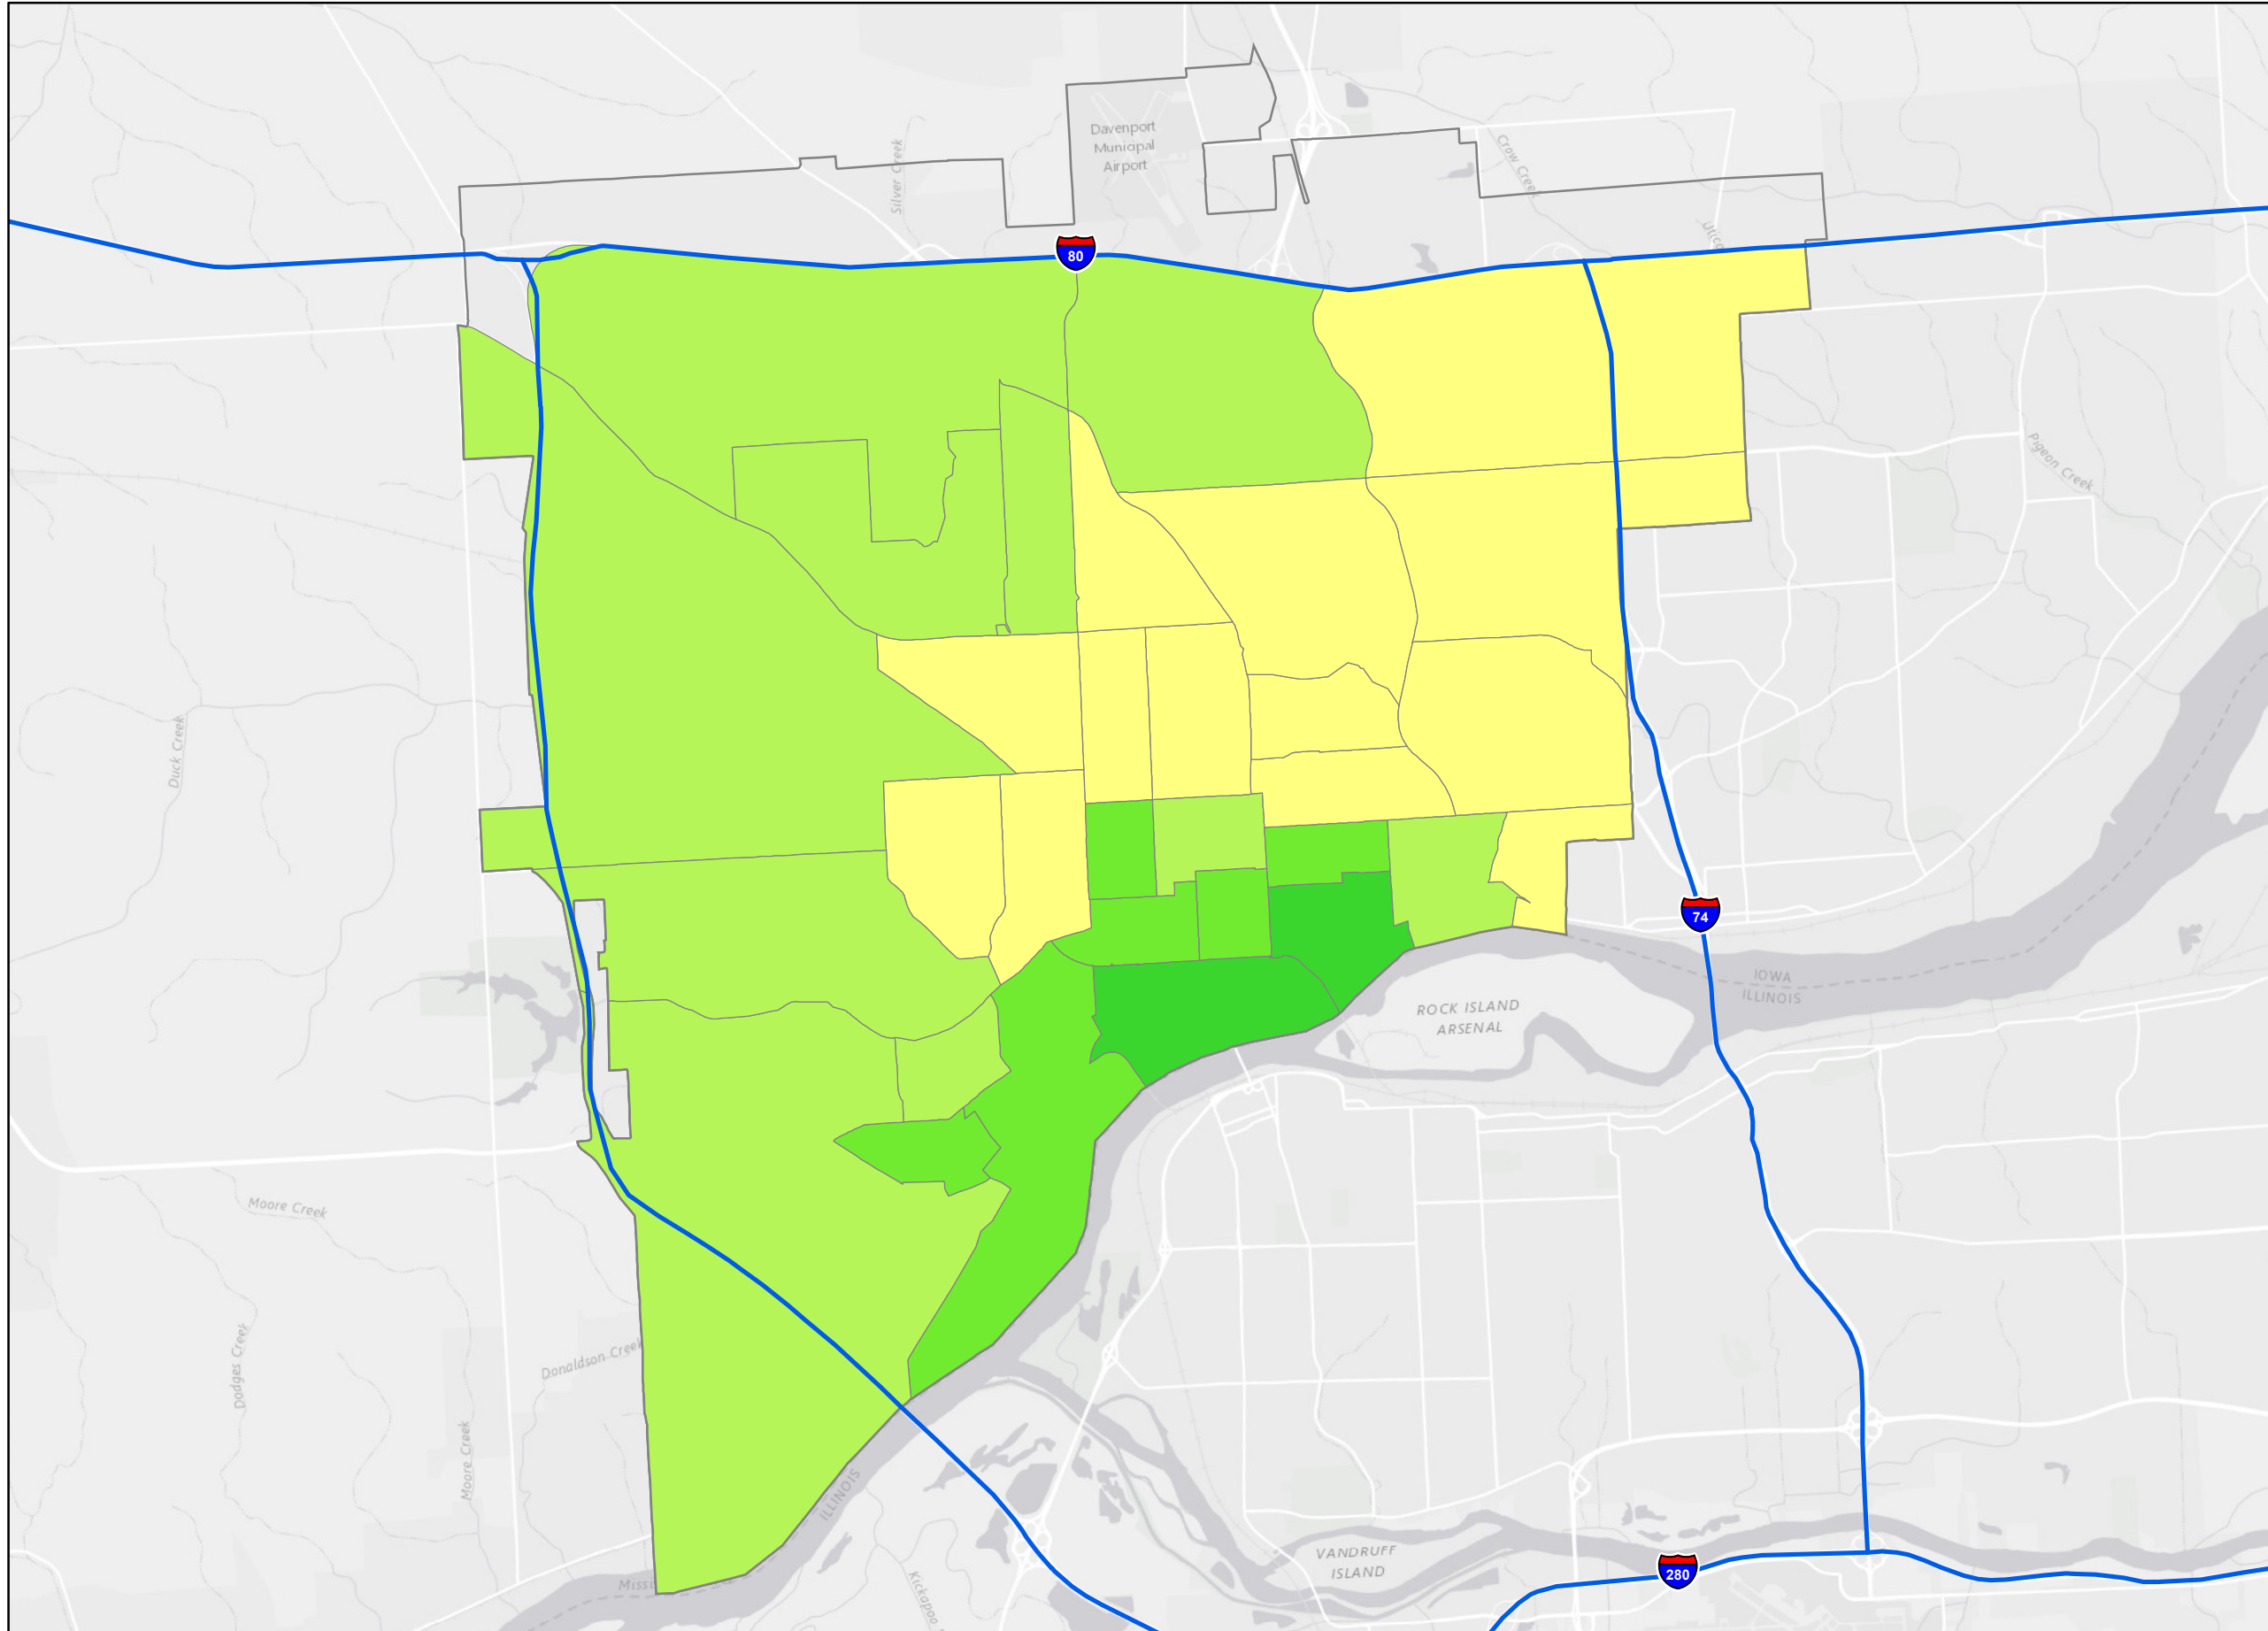 Davenport
Municipal
Airport
Silver Creek
Crow Creek
80
Pigeon Creek
Duck Creek
74
IOWA
ILLINOIS
ROCK ISLAND
ARSENAL
Moore Creek
Dodges Creek
Donaldson Creek
Moore Creek
ILLINOIS
VANDRUFF
ISLAND
280
Kickapoo